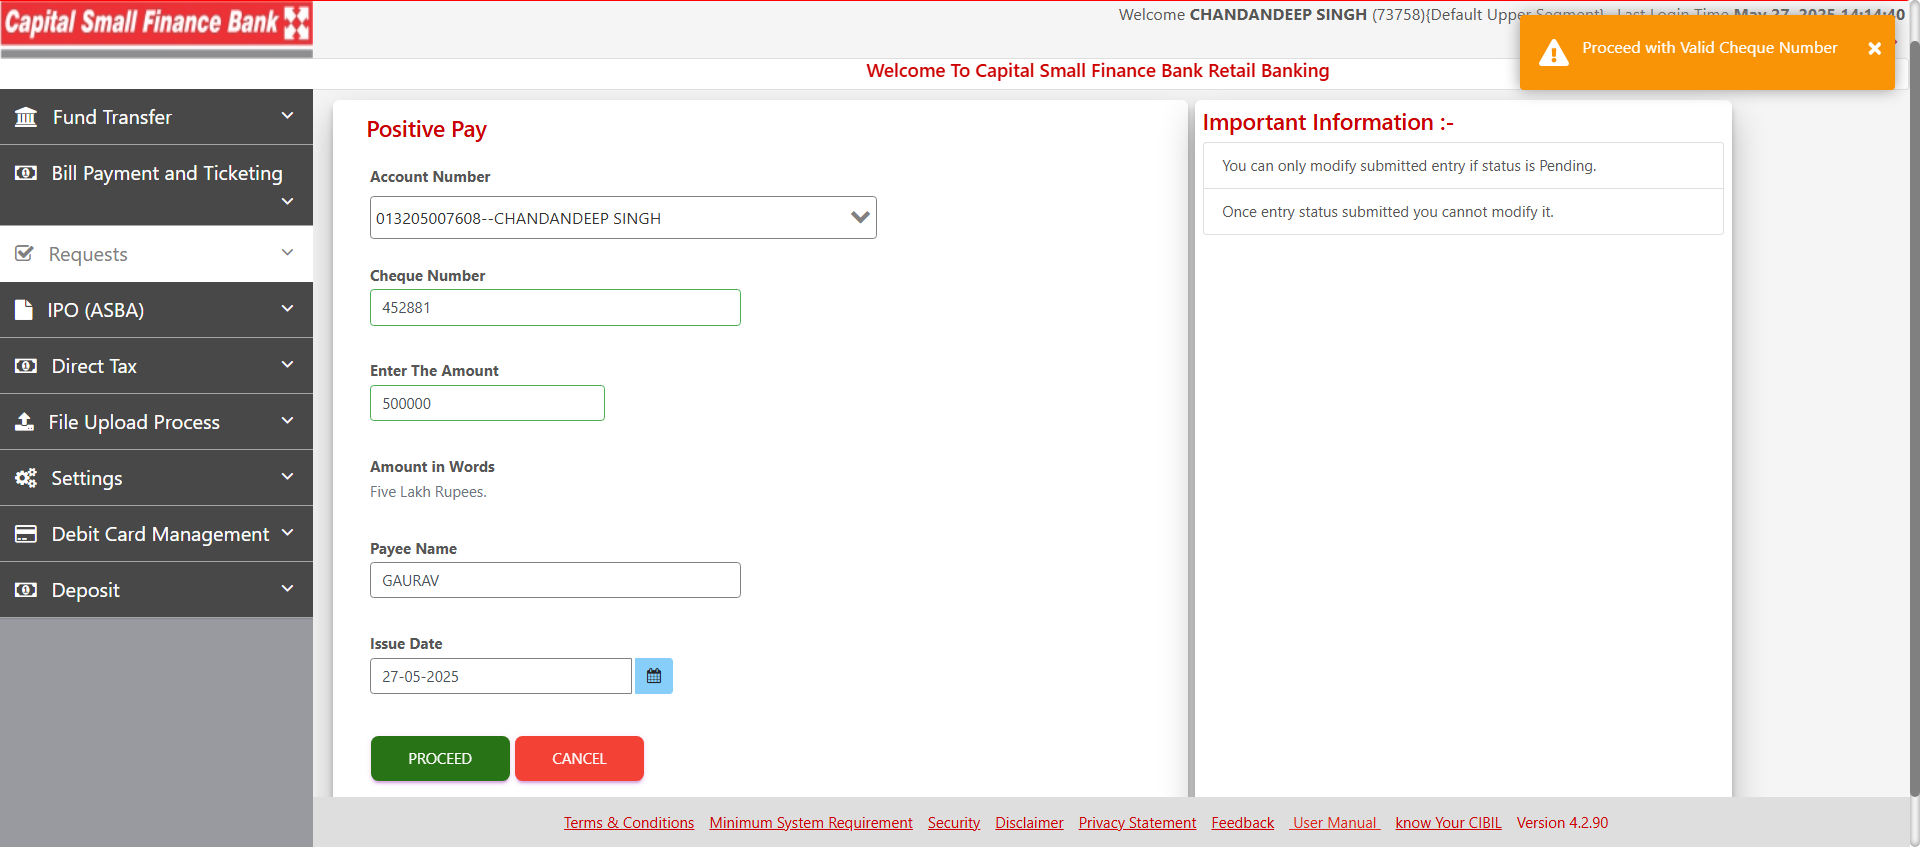 Capital Small Finance Bank
Welcome CHANDANDEEP SINGH (73758){Default Upper Segment} Last Login Time May 27, 2025 14:14:40
Proceed with Valid Cheque Number
Welcome To Capital Small Finance Bank Retail Banking
Fund Transfer
Bill Payment and Ticketing
Requests
IPO (ASBA)
Direct Tax
File Upload Process
Settings
Debit Card Management
Deposit
Positive Pay
Account Number
013205007608--CHANDANDEEP SINGH
Cheque Number
452881
Enter The Amount
500000
Amount in Words
Five Lakh Rupees.
Payee Name
GAURAV
Issue Date
27-05-2025
PROCEED
CANCEL
Important Information :-
You can only modify submitted entry if status is Pending.
Once entry status submitted you cannot modify it.
Terms & Conditions Minimum System Requirement Security Disclaimer Privacy Statement Feedback User Manual know Your CIBIL Version 4.2.90